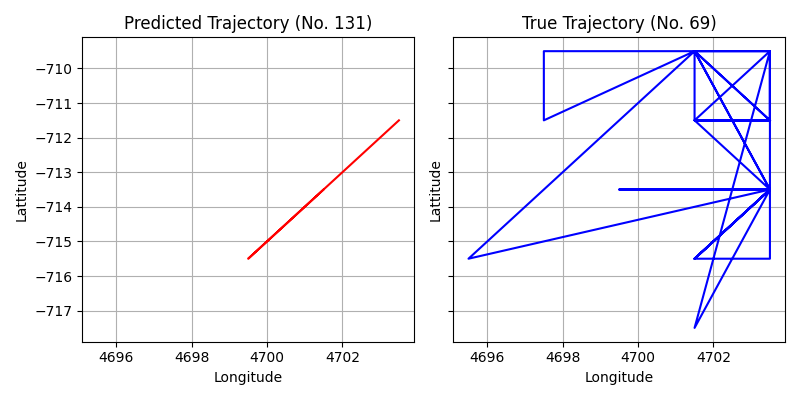 Predicted Trajectory (No. 131)
True Trajectory (No. 69)
Lattitude
−710
−711
−712
−713
−714
−715
−716
−717
4696 4698 4700 4702
Longitude
Lattitude
4696 4698 4700 4702
Longitude